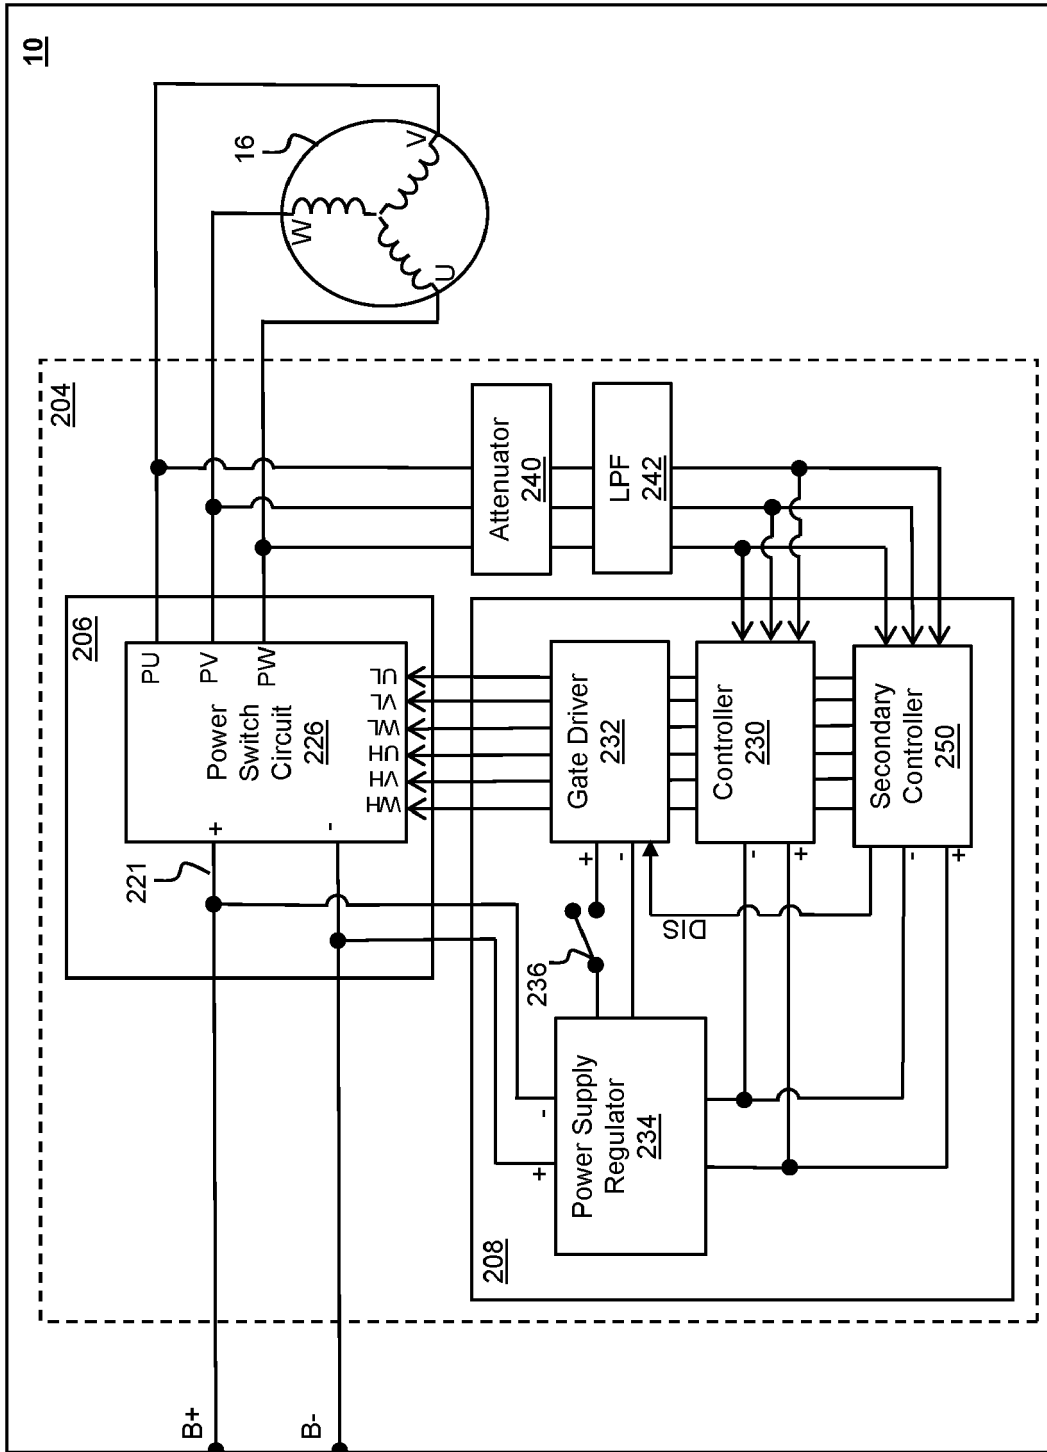 10
16
W
V
U
204
206
PU
PV
PW
Power
Switch
Circuit
226
+
-
UL
VL
WL
UH
VH
WH
221
B+
B-
Attenuator
240
LPF
242
208
Gate Driver
232
+
-
Controller
230
-
+
Secondary
Controller
250
-
+
DIS
236
Power Supply
Regulator
234
-
+